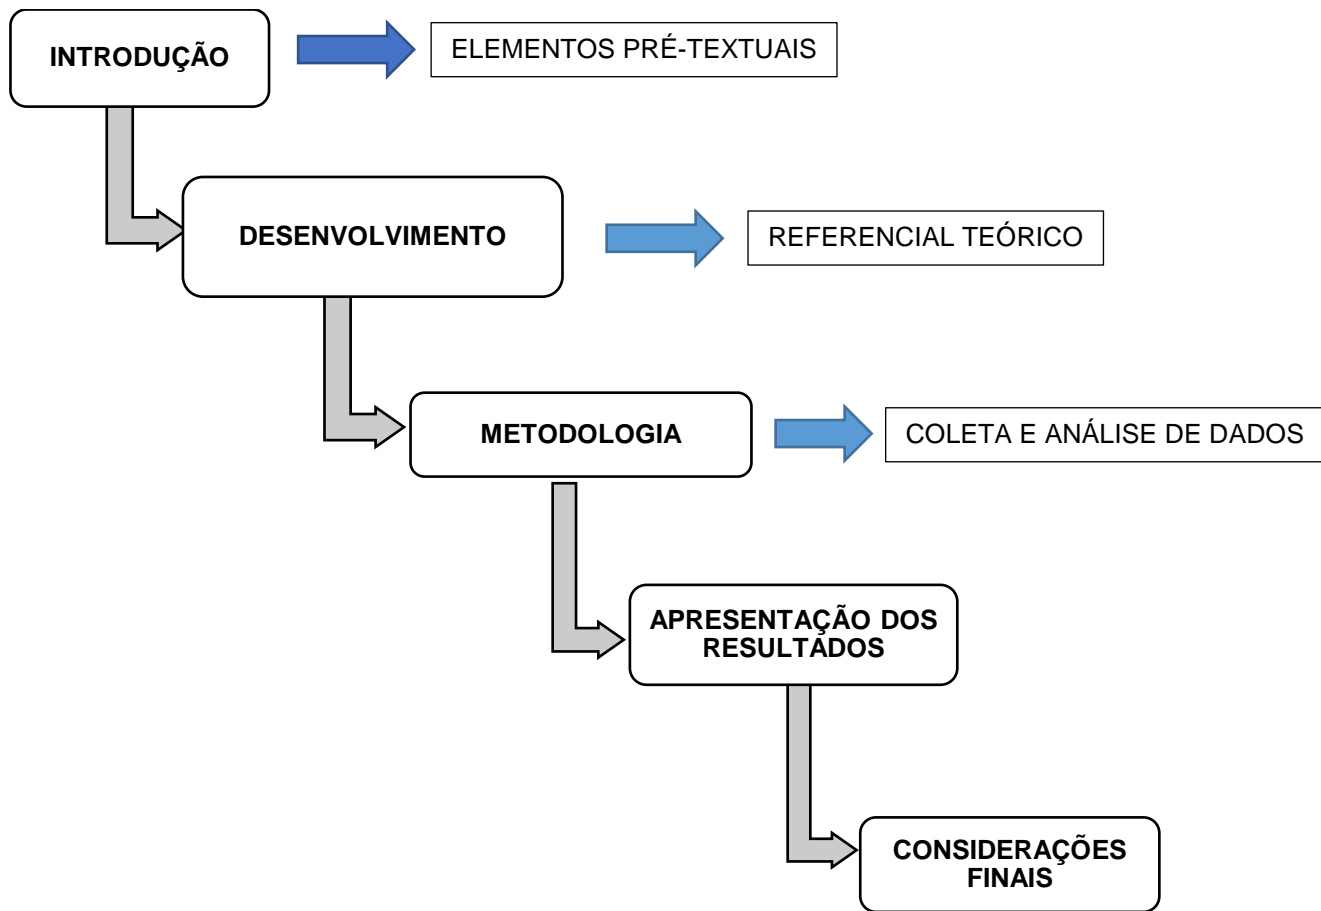 INTRODUÇÃO
ELEMENTOS PRÉ-TEXTUAIS
DESENVOLVIMENTO
REFERENCIAL TEÓRICO
METODOLOGIA
COLETA E ANÁLISE DE DADOS
APRESENTAÇÃO DOS
RESULTADOS
CONSIDERAÇÕES
FINAIS